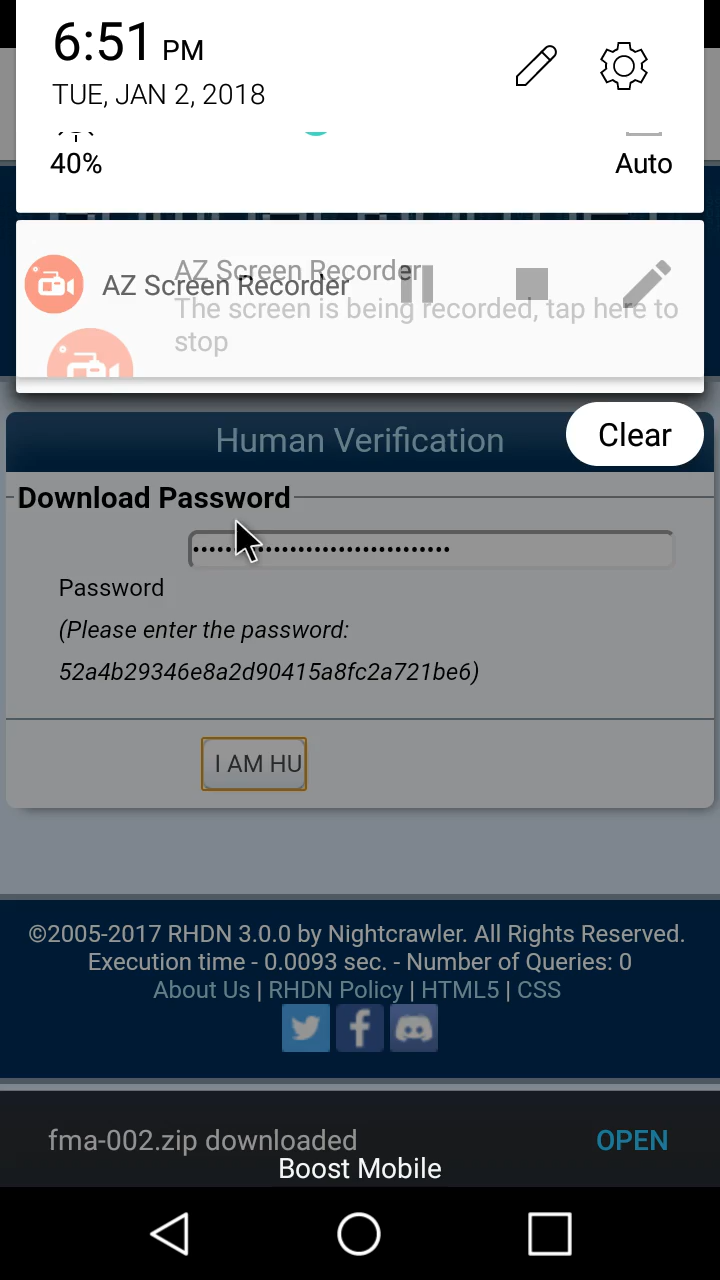 6:51 PM
TUE, JAN 2, 2018
40%
Auto
AZ Screen Recorder
AZ Screen Recorder
The screen is being recorded, tap here to
stop
Human Verification
Clear
Download Password
Password
(Please enter the password:
52a4b29346e8a2d90415a8fc2a721be6)
I AM HU
©2005-2017 RHDN 3.0.0 by Nightcrawler. All Rights Reserved.
Execution time - 0.0093 sec. - Number of Queries: 0
About Us | RHDN Policy | HTML5 | CSS
fma-002.zip downloaded
OPEN
Boost Mobile